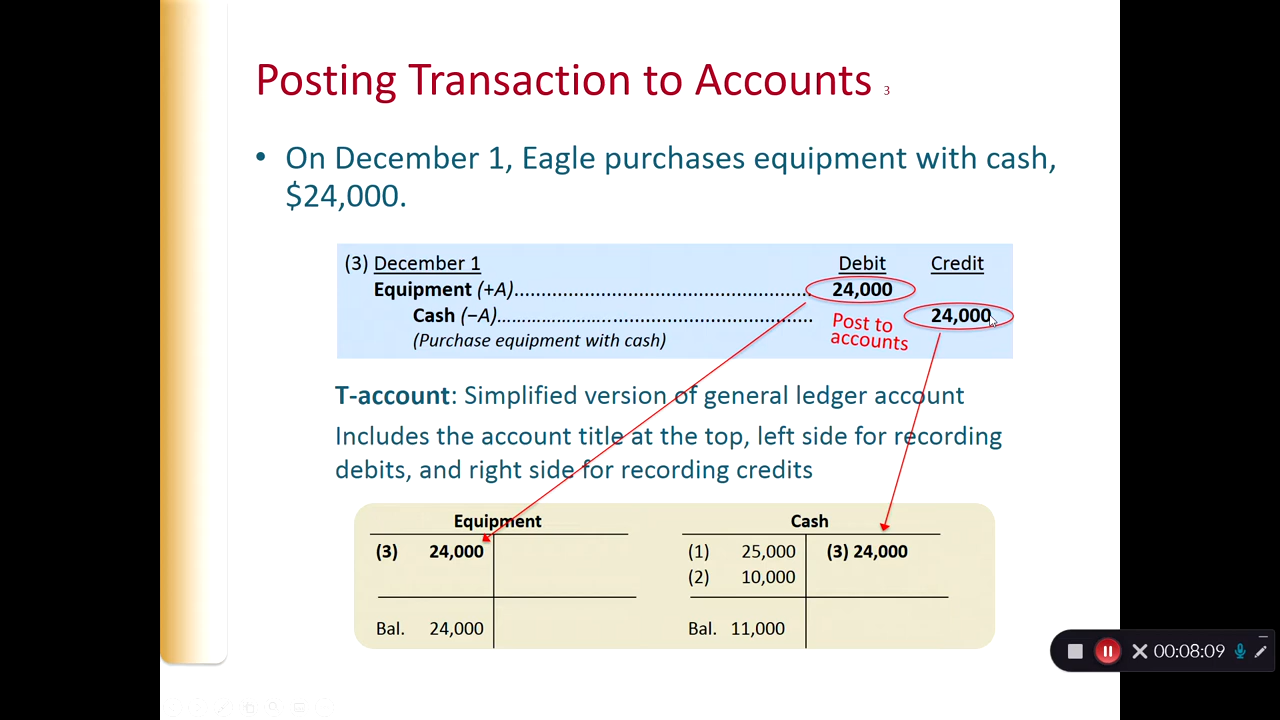 Posting Transaction to Accounts 3
• On December 1, Eagle purchases equipment with cash,
$24,000.
(3) December 1 Debit Credit
Equipment (+A)........................................................ 24,000
Cash (−A)............................................................ 24,000
(Purchase equipment with cash)
Post to
accounts
T-account: Simplified version of general ledger account
Includes the account title at the top, left side for recording
debits, and right side for recording credits
Equipment
(3) 24,000
Bal. 24,000
Cash
(1) 25,000 (3) 24,000
(2) 10,000
Bal. 11,000
00:08:09